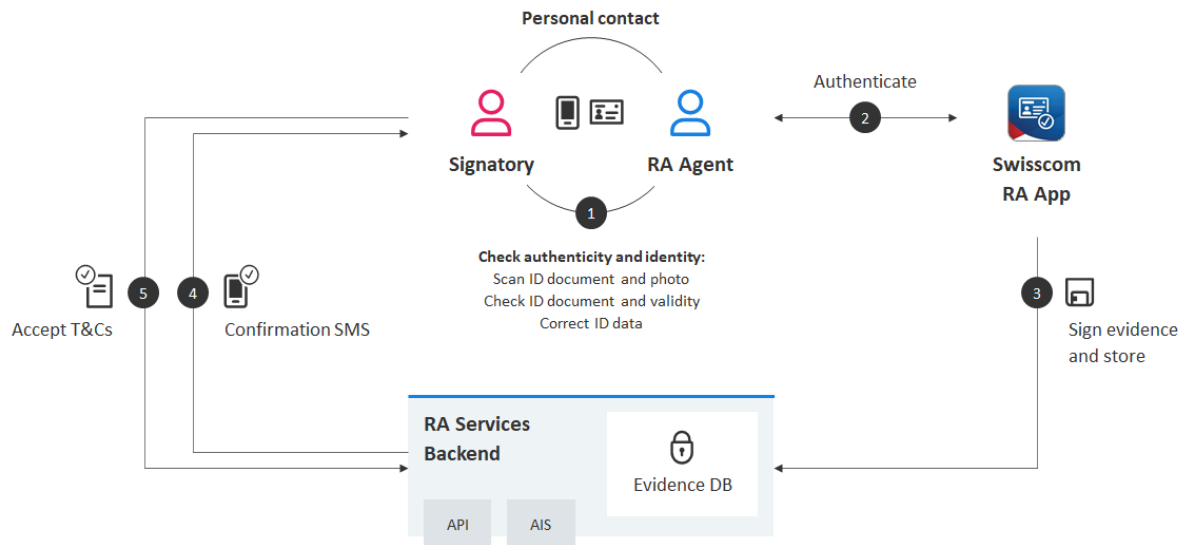 Personal contact
Authenticate
2
Signatory
RA Agent
Swisscom
RA App
1
Check authenticity and identity:
Scan ID document and photo
Check ID document and validity
Correct ID data
5
4
3
Accept T&Cs
Confirmation SMS
Sign evidence
and store
RA Services
Backend
Evidence DB
API
AIS